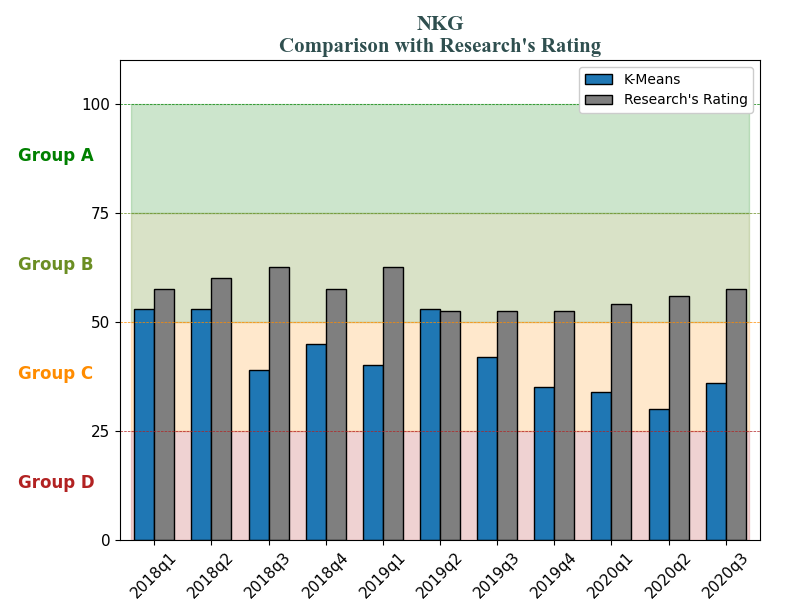 NKG
Comparison with Research's Rating
K-Means
Research's Rating
100
Group A
75
Group B
50
Group C
25
Group D
0
2018q1
2018q2
2018q3
2018q4
2019q1
2019q2
2019q3
2019q4
2020q1
2020q2
2020q3